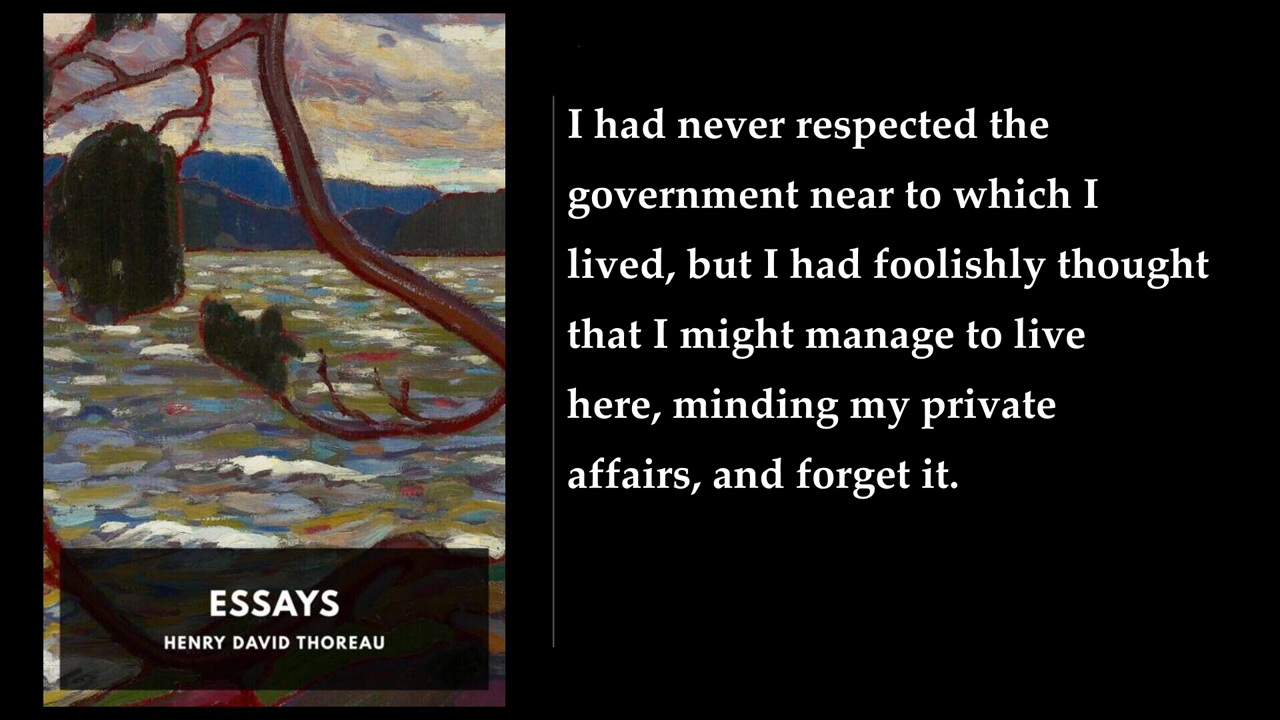 ESSAYS
HENRY DAVID THOREAU
I had never respected the
government near to which I
lived, but I had foolishly thought
that I might manage to live
here, minding my private
affairs, and forget it.